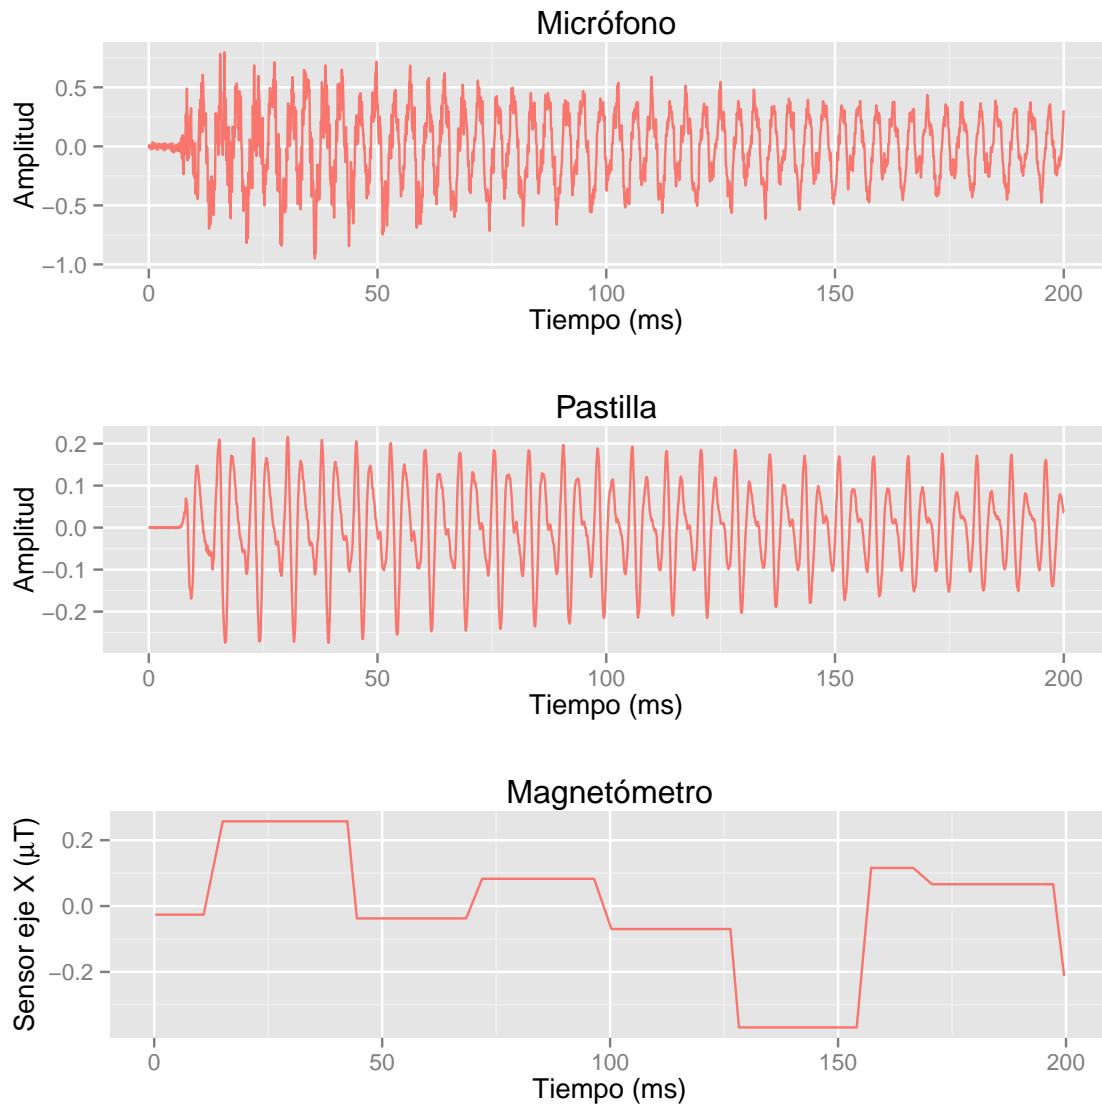 Micrófono
Amplitud
0.5
0.0
−0.5
−1.0
0 50 100 150 200
Tiempo (ms)
Pastilla
Amplitud
0.2
0.1
0.0
−0.1
−0.2
0 50 100 150 200
Tiempo (ms)
Magnetómetro
Sensor eje X (μT)
0.2
0.0
−0.2
0 50 100 150 200
Tiempo (ms)